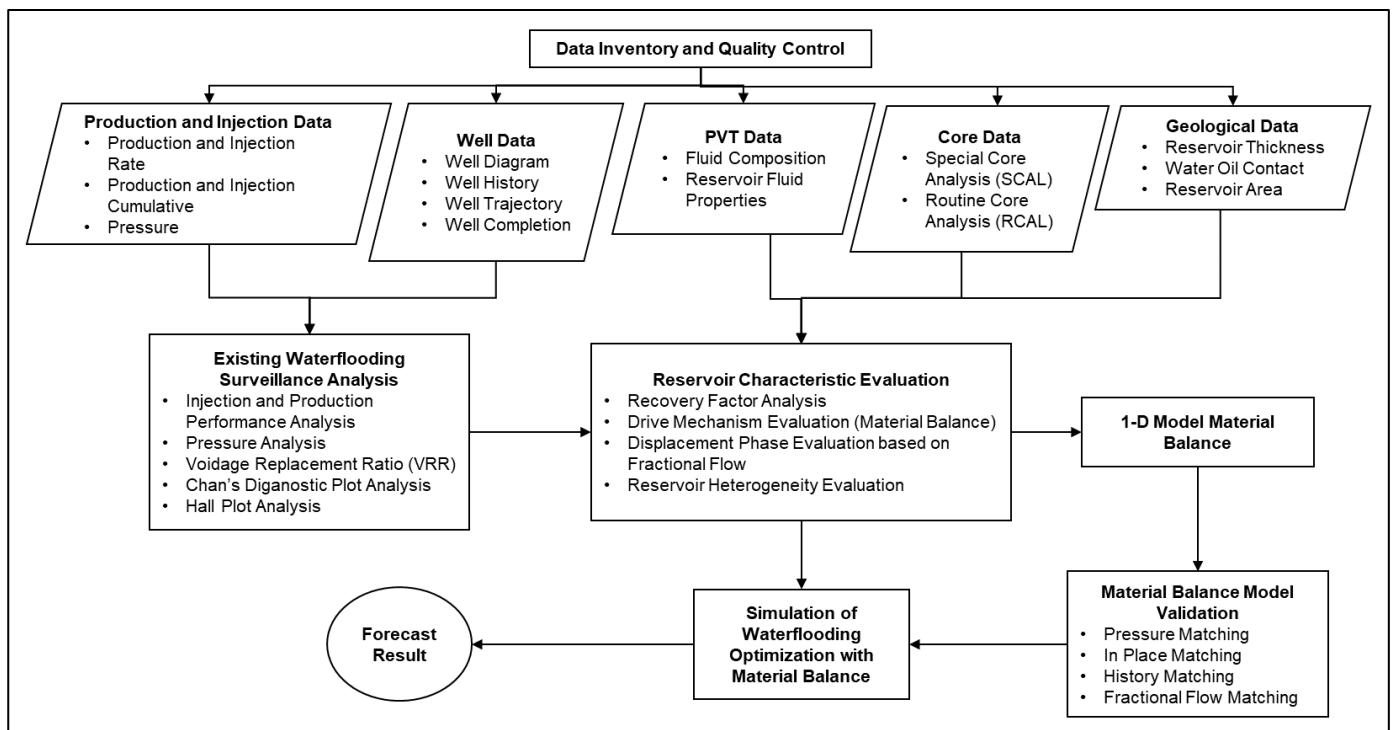 Data Inventory and Quality Control
Production and Injection Data
• Production and Injection
Rate
• Production and Injection
Cumulative
• Pressure
Well Data
• Well Diagram
• Well History
• Well Trajectory
• Well Completion
PVT Data
• Fluid Composition
• Reservoir Fluid
Properties
Core Data
• Special Core
Analysis (SCAL)
• Routine Core
Analysis (RCAL)
Geological Data
• Reservoir Thickness
• Water Oil Contact
• Reservoir Area
Existing Waterflooding
Surveillance Analysis
• Injection and Production
Performance Analysis
• Pressure Analysis
• Voidage Replacement Ratio (VRR)
• Chan's Diganostic Plot Analysis
• Hall Plot Analysis
Reservoir Characteristic Evaluation
• Recovery Factor Analysis
• Drive Mechanism Evaluation (Material Balance)
• Displacement Phase Evaluation based on
Fractional Flow
• Reservoir Heterogeneity Evaluation
1-D Model Material
Balance
Material Balance Model
Validation
• Pressure Matching
• In Place Matching
• History Matching
• Fractional Flow Matching
Simulation of
Waterflooding
Optimization with
Material Balance
Forecast
Result